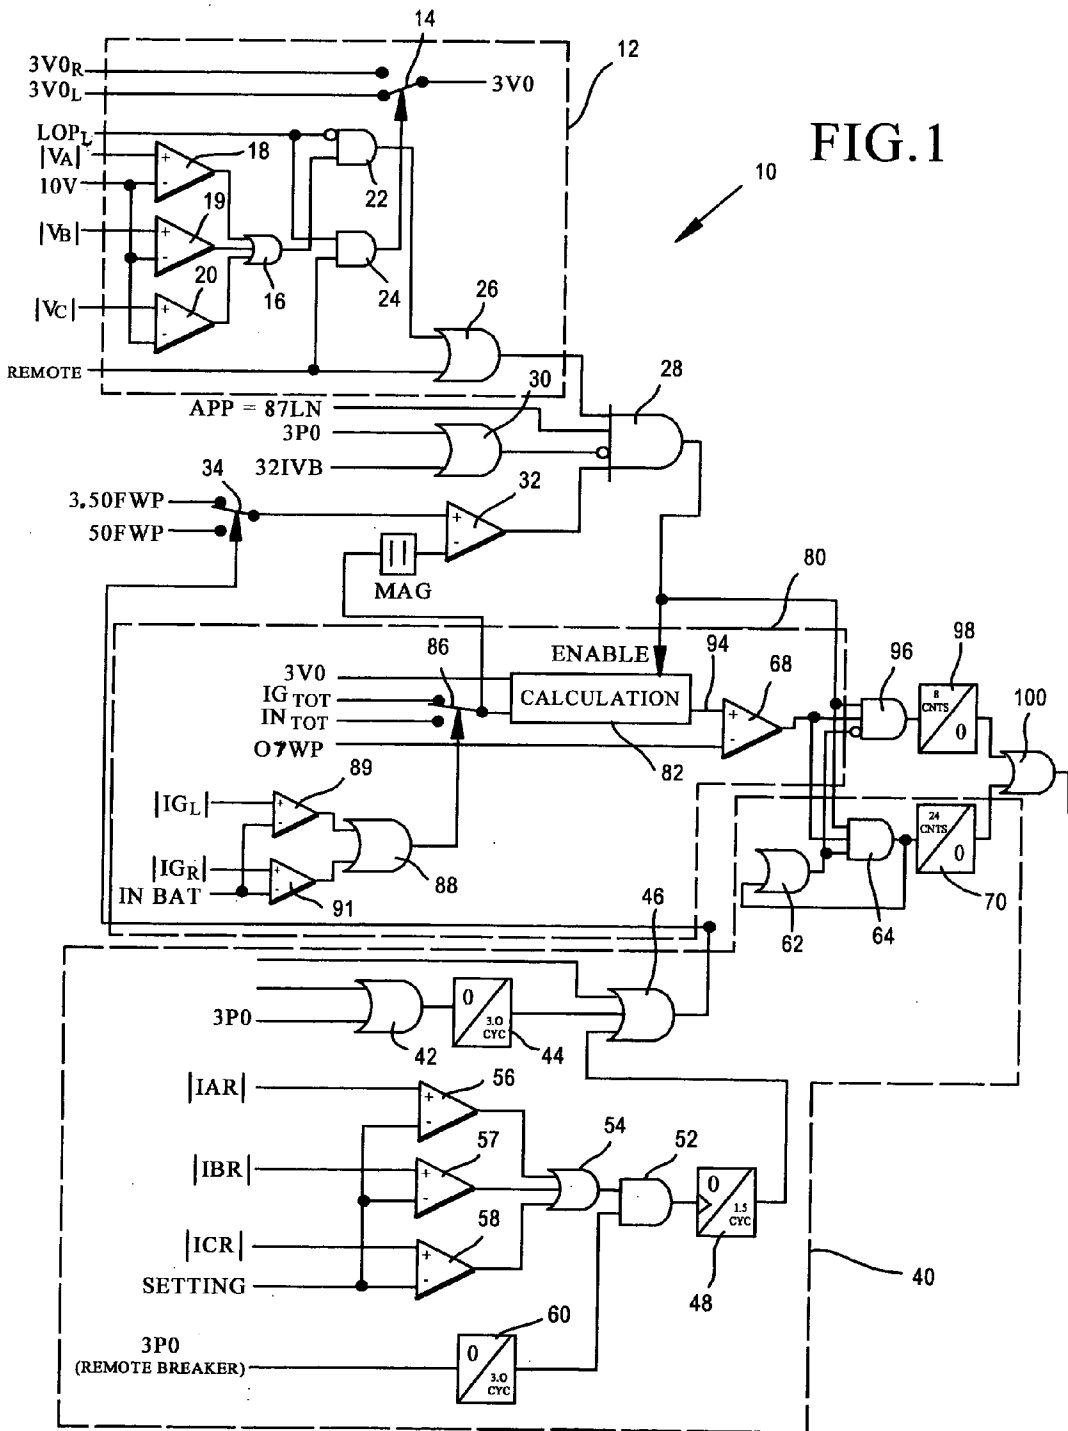 14
12
3V0R
3V0L
3V0
FIG.1
LOPL
|VA|
10V
18
22
10
19
|VB|
16
24
20
|VC|
26
REMOTE
28
30
APP = 87LN
3P0
32IVB
34
32
3.50FWP
50FWP
MAG
80
86
ENABLE
94
68
96
98
3V0
IG TOT
IN TOT
CALCULATION
+
-
8 CNTS
0
100
O7WP
82
89
|IGL|
88
24 CNTS
0
|IGR|
IN BAT
91
70
62
64
46
3P0
42
0
3.0 CYC
44
|IAR|
56
54
52
57
|IBR|
0
1.5 CYC
58
|ICR|
SETTING
48
40
60
3P0
(REMOTE BREAKER)
0
3.0 CYC